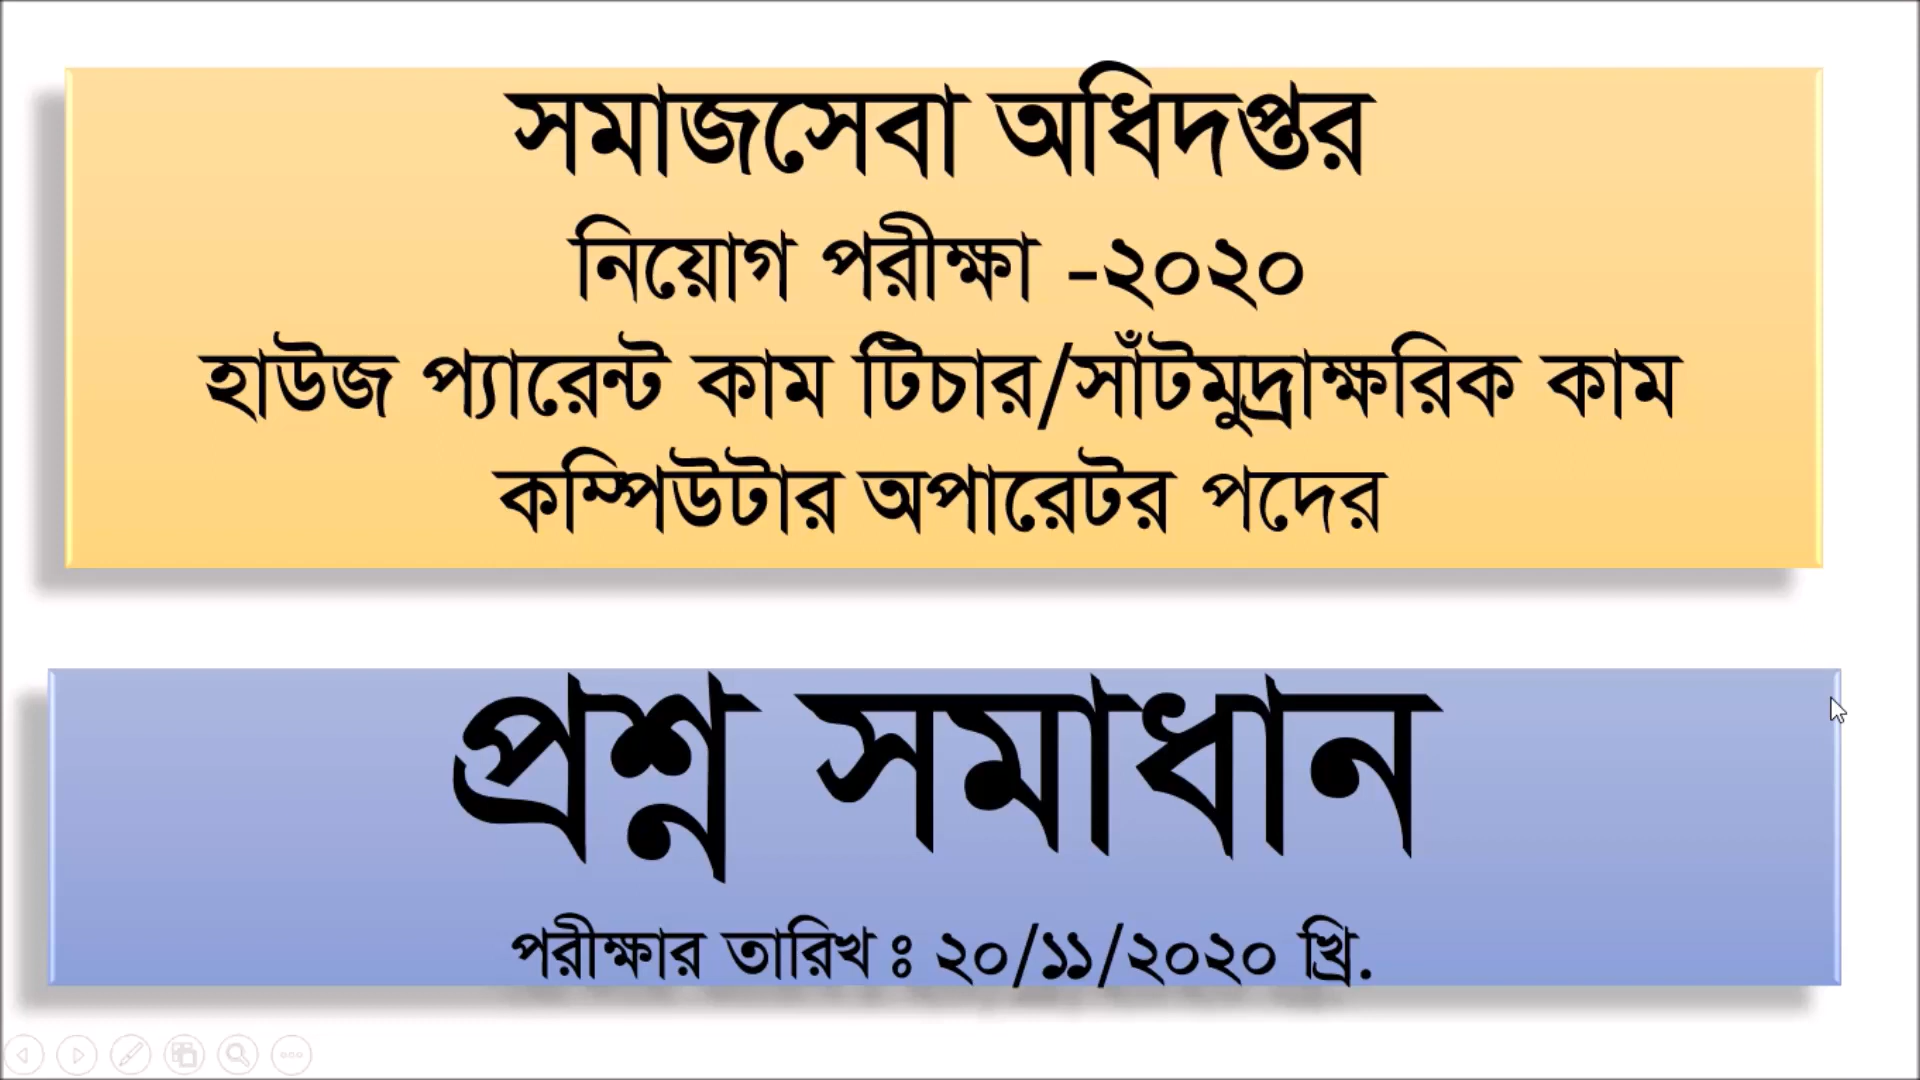 সমাজসেবা অধিদপ্তর
নিয়োগ পরীক্ষা -২০২০
হাউজ প্যারেন্ট কাম টিচার/সাঁটমুদ্রাক্ষরিক কাম
কম্পিউটার অপারেটর পদের
প্রশ্ন সমাধান
পরীক্ষার তারিখ ঃ ২০/১১/২০২০ খ্রি.